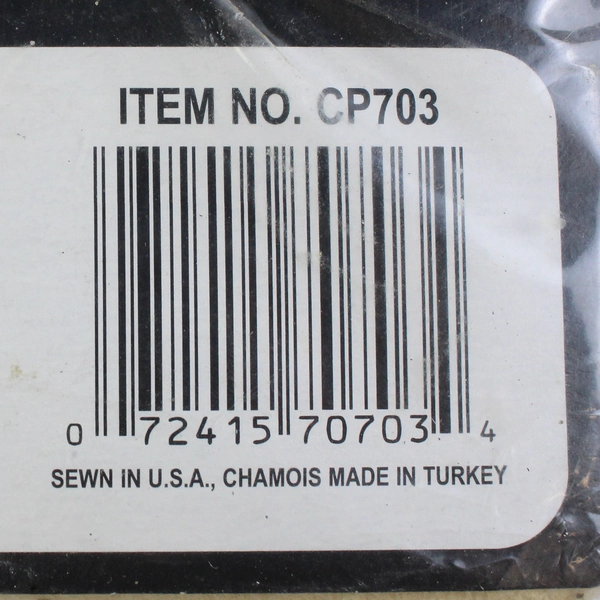 ITEM NO. CP703
0 72415 70703 4
SEWN IN U.S.A., CHAMOIS MADE IN TURKEY